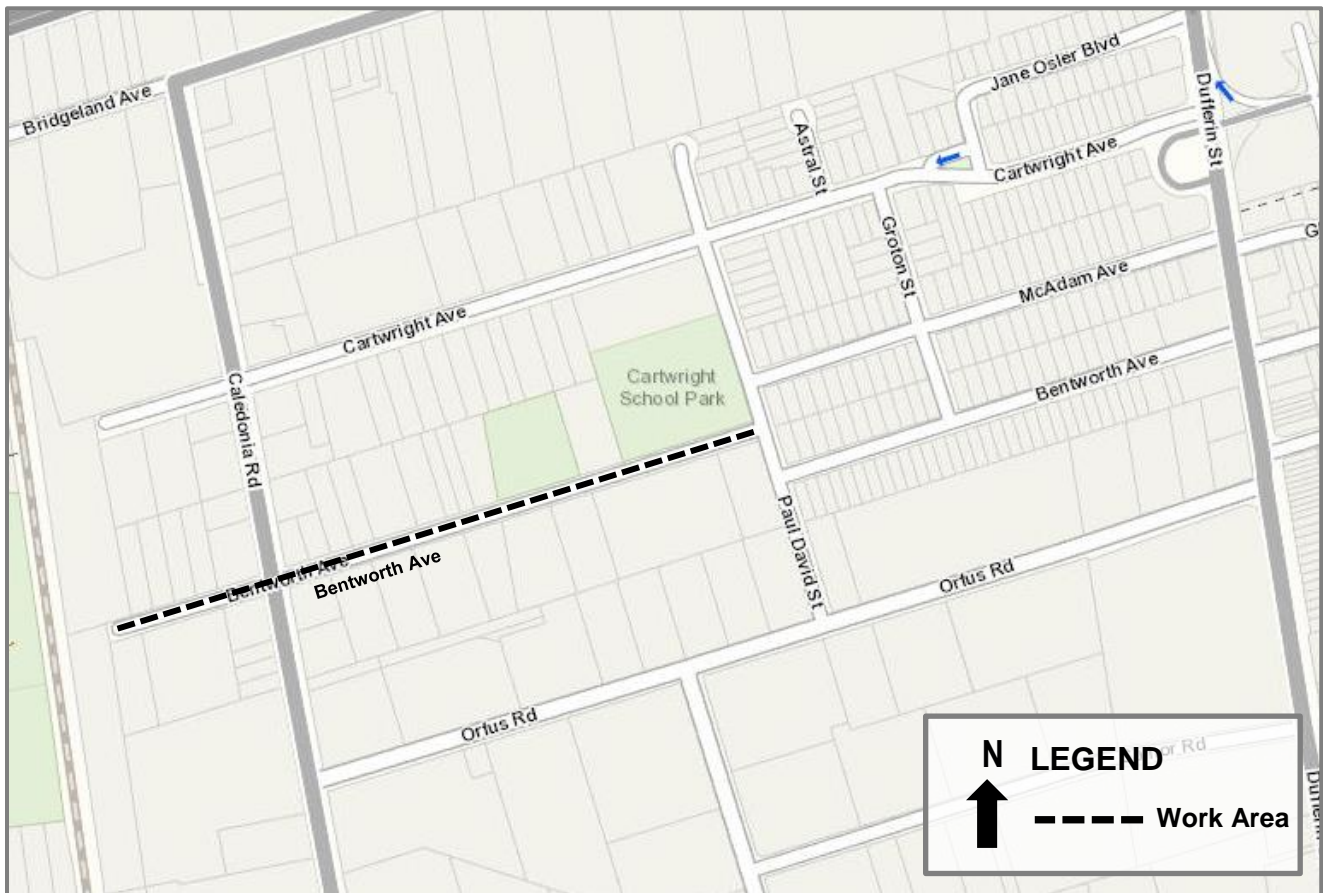 Jane Osler Blvd
Bridgeland Ave
Dufferin St
Astral St
Cartwright Ave
Groton St
McAdam Ave
Cartwright Ave
Cartwright
School Park
Caledonia Rd
Bentworth Ave
Paul David St
Bentworth Ave
Bentworth Ave
Orfus Rd
Orfus Rd
N LEGEND
Work Area